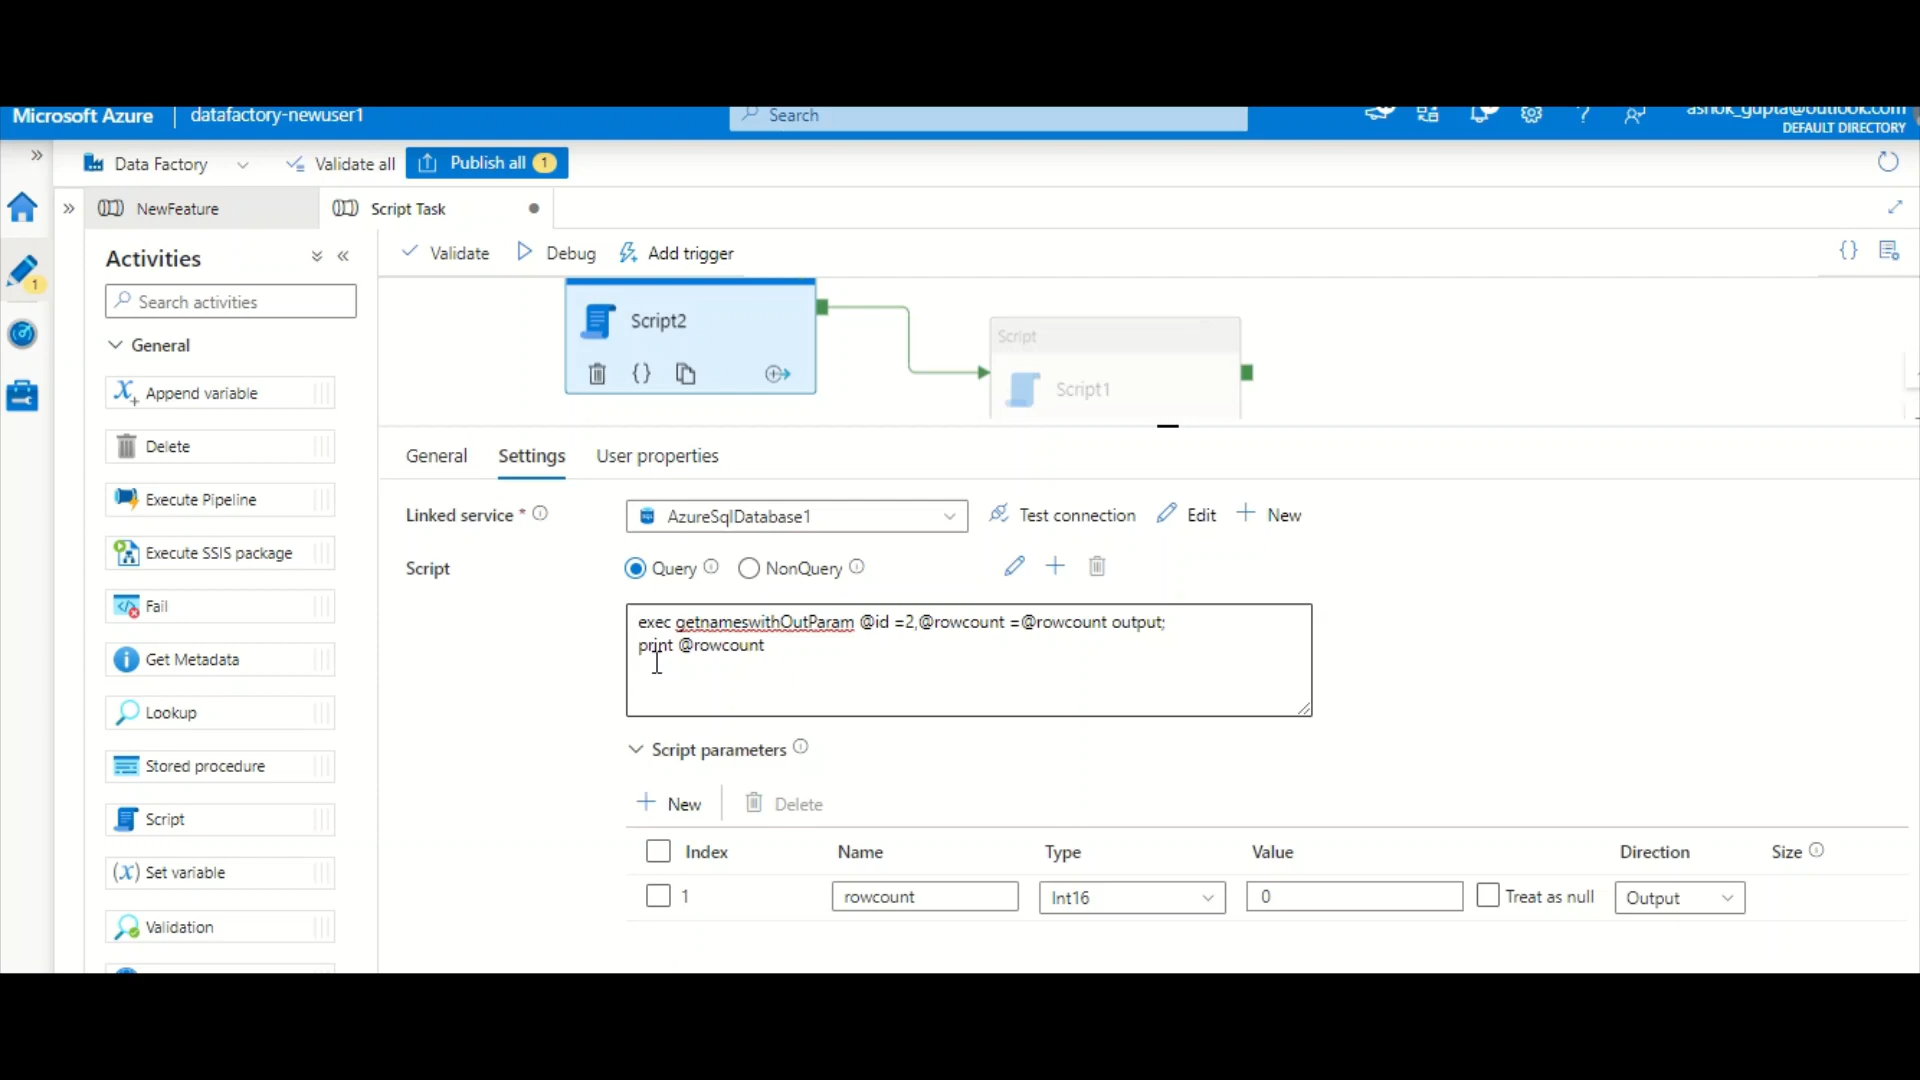 Microsoft Azure
datafactory-newuser1
Search
ashok_gupta@outlook.com
DEFAULT DIRECTORY
Data Factory
Validate all
Publish all 1
NewFeature
Script Task
Activities
Search activities
General
Append variable
Delete
Execute Pipeline
Execute SSIS package
Fail
Get Metadata
Lookup
Stored procedure
Script
Set variable
Validation
1
Validate
Debug
Add trigger
Script2
Script
Script1
General
Settings
User properties
Linked service *
AzureSqlDatabase1
Test connection
Edit
New
Script
Query
NonQuery
exec getnameswithOutParam @id =2,@rowcount =@rowcount output;
print @rowcount
Script parameters
New
Delete
Index Name Type Value Direction Size
1 rowcount Int16 0 Treat as null Output